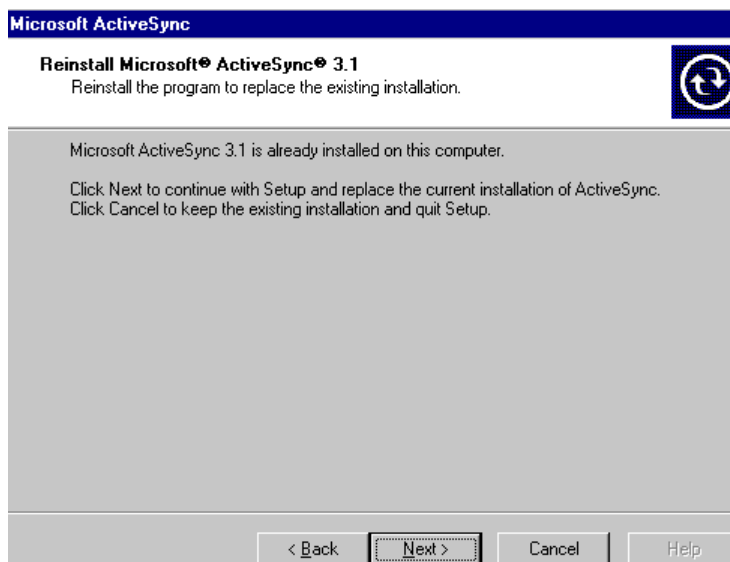 Microsoft ActiveSync
Reinstall Microsoft® ActiveSync® 3.1
Reinstall the program to replace the existing installation.
Microsoft ActiveSync 3.1 is already installed on this computer.
Click Next to continue with Setup and replace the current installation of ActiveSync.
Click Cancel to keep the existing installation and quit Setup.
< Back Next > Cancel Help